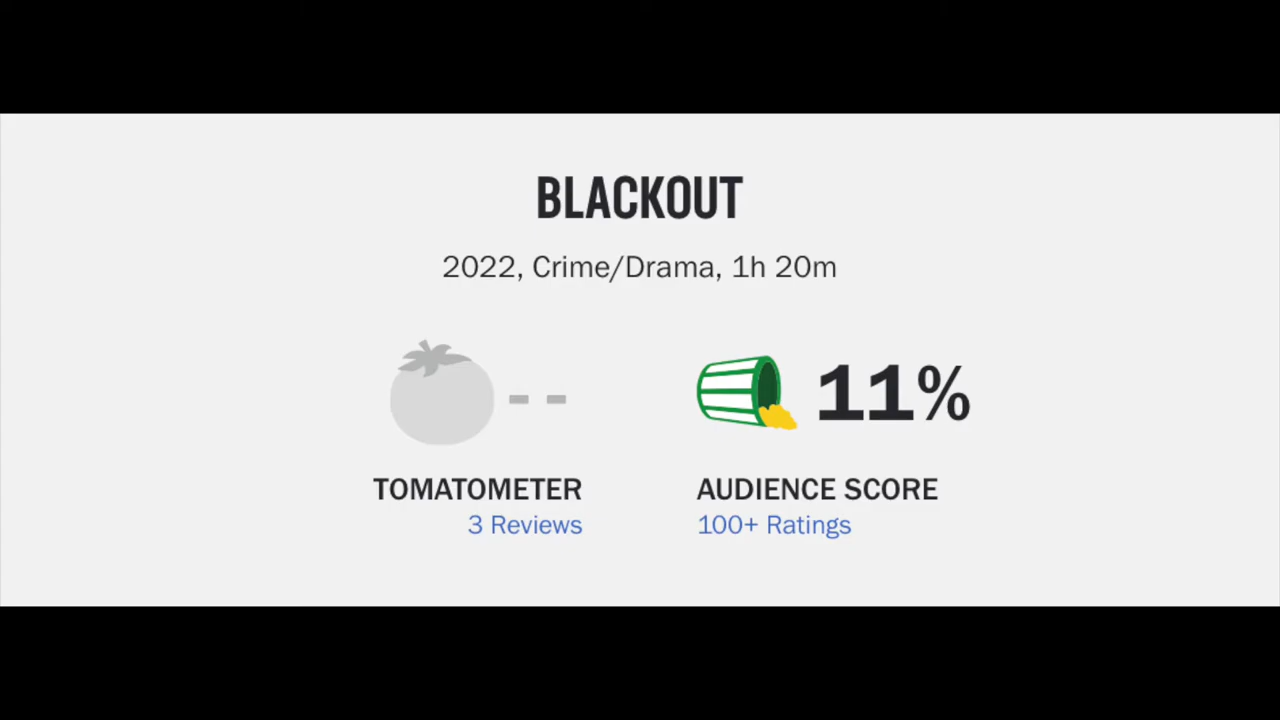 BLACKOUT
2022, Crime/Drama, 1h 20m
- - 11%
TOMATOMETER AUDIENCE SCORE
3 Reviews 100+ Ratings